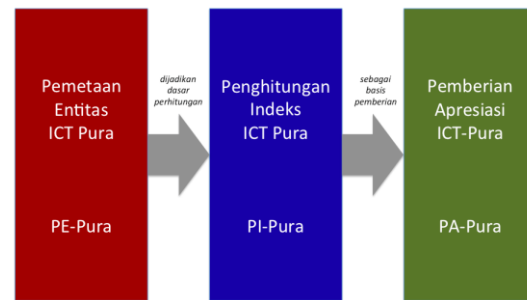 Pemetaan
Entitas
ICT Pura
PE-Pura
dijadikan
dasar
perhitungan
Penghitungan
Indeks
ICT Pura
PI-Pura
sebagai
basis
pemberian
Pemberian
Apresiasi
ICT-Pura
PA-Pura